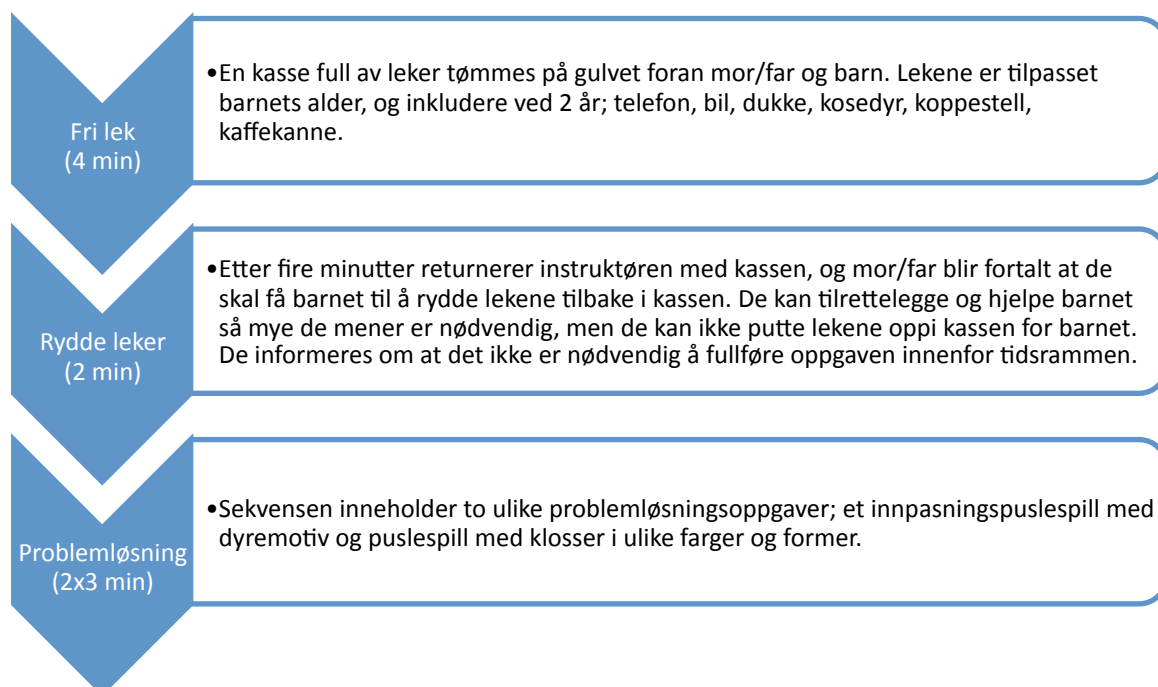 Fri lek
(4 min)
•En kasse full av leker tømmes på gulvet foran mor/far og barn. Lekene er tilpasset
barnets alder, og inkludere ved 2 år; telefon, bil, dukke, kosedyr, koppestell,
kaffekanne.
Rydde leker
(2 min)
•Etter fire minutter returnerer instruktøren med kassen, og mor/far blir fortalt at de
skal få barnet til å rydde lekene tilbake i kassen. De kan tilrettelegge og hjelpe barnet
så mye de mener er nødvendig, men de kan ikke putte lekene oppi kassen for barnet.
De informeres om at det ikke er nødvendig å fullføre oppgaven innenfor tidsrammen.
Problemløsning
(2x3 min)
•Sekvensen inneholder to ulike problemløsningsoppgaver; et innpasningspuslespill med
dyremotiv og puslespill med klosser i ulike farger og former.